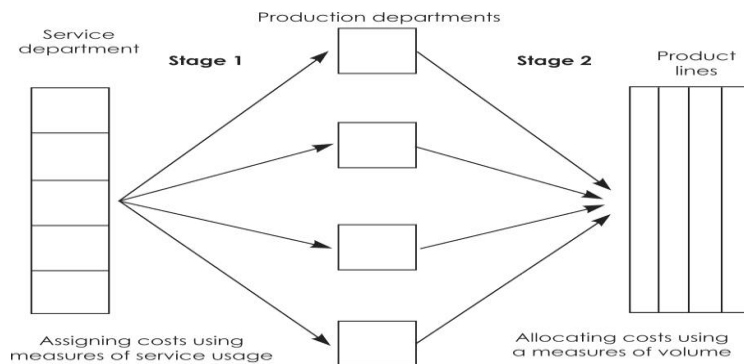 Production departments
Service
department
Stage 1
Stage 2
Product
lines
Assigning costs using
measures of service usage
Allocating costs using
a measures of volume